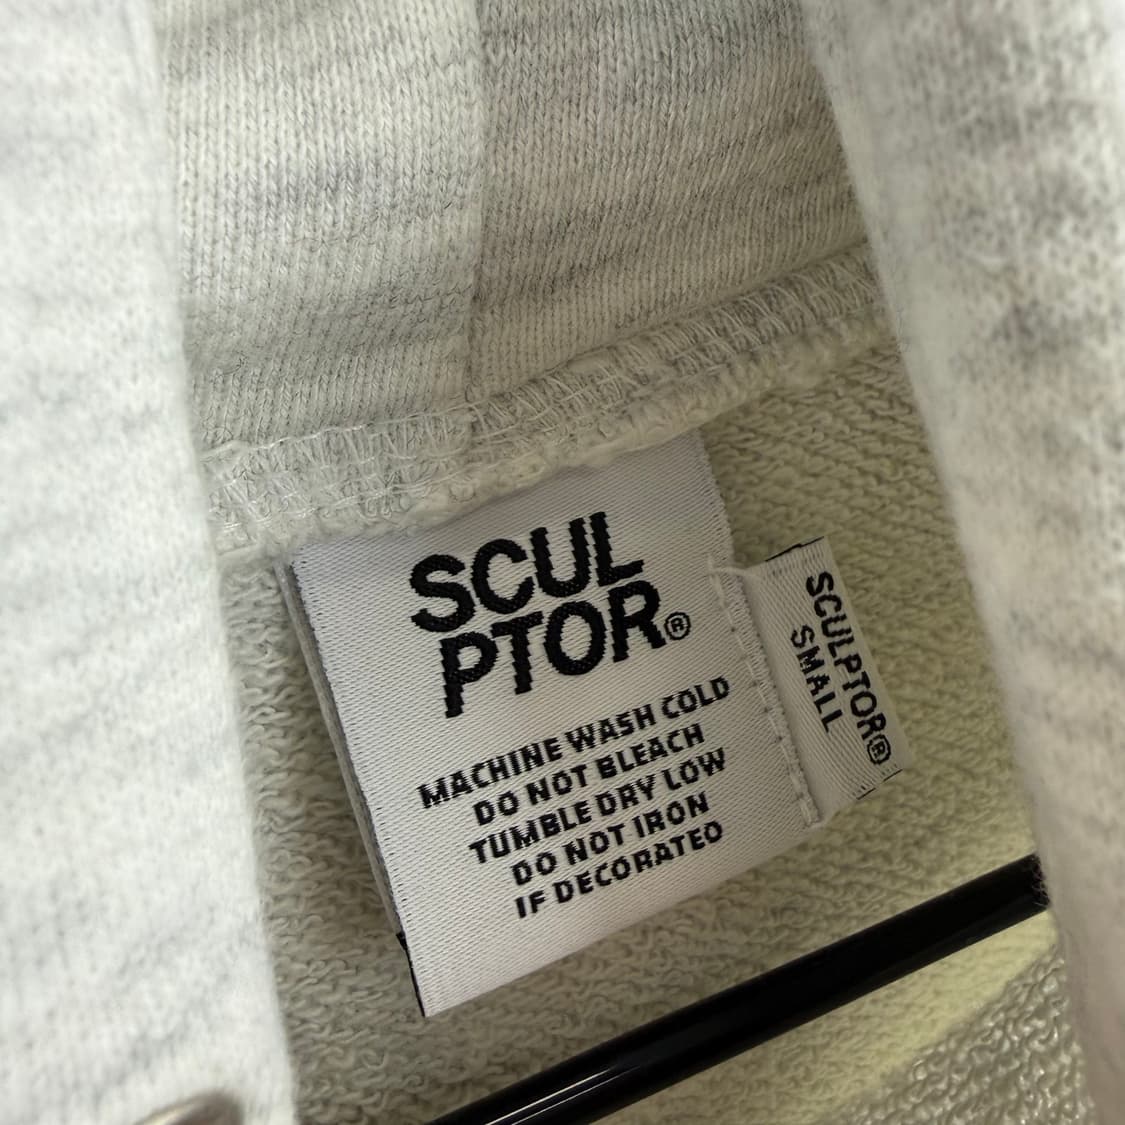 SCUL
PTOR®
MACHINE WASH COLD
DO NOT BLEACH
TUMBLE DRY LOW
DO NOT IRON
IF DECORATED
SCULPTOR®
SMALL